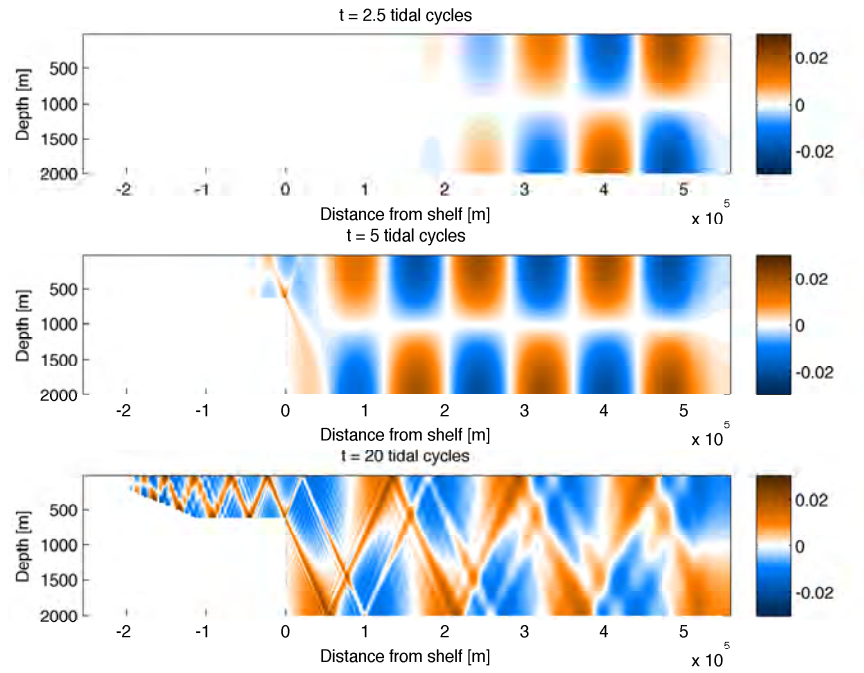 t = 2.5 tidal cycles
Depth [m]
500
1000
1500
2000
-2 -1 0 1 2 3 4 5
x 10^5
Distance from shelf [m]
0.02
0
-0.02
t = 5 tidal cycles
Depth [m]
500
1000
1500
2000
-2 -1 0 1 2 3 4 5
x 10^5
Distance from shelf [m]
0.02
0
-0.02
t = 20 tidal cycles
Depth [m]
500
1000
1500
2000
-2 -1 0 1 2 3 4 5
x 10^5
Distance from shelf [m]
0.02
0
-0.02